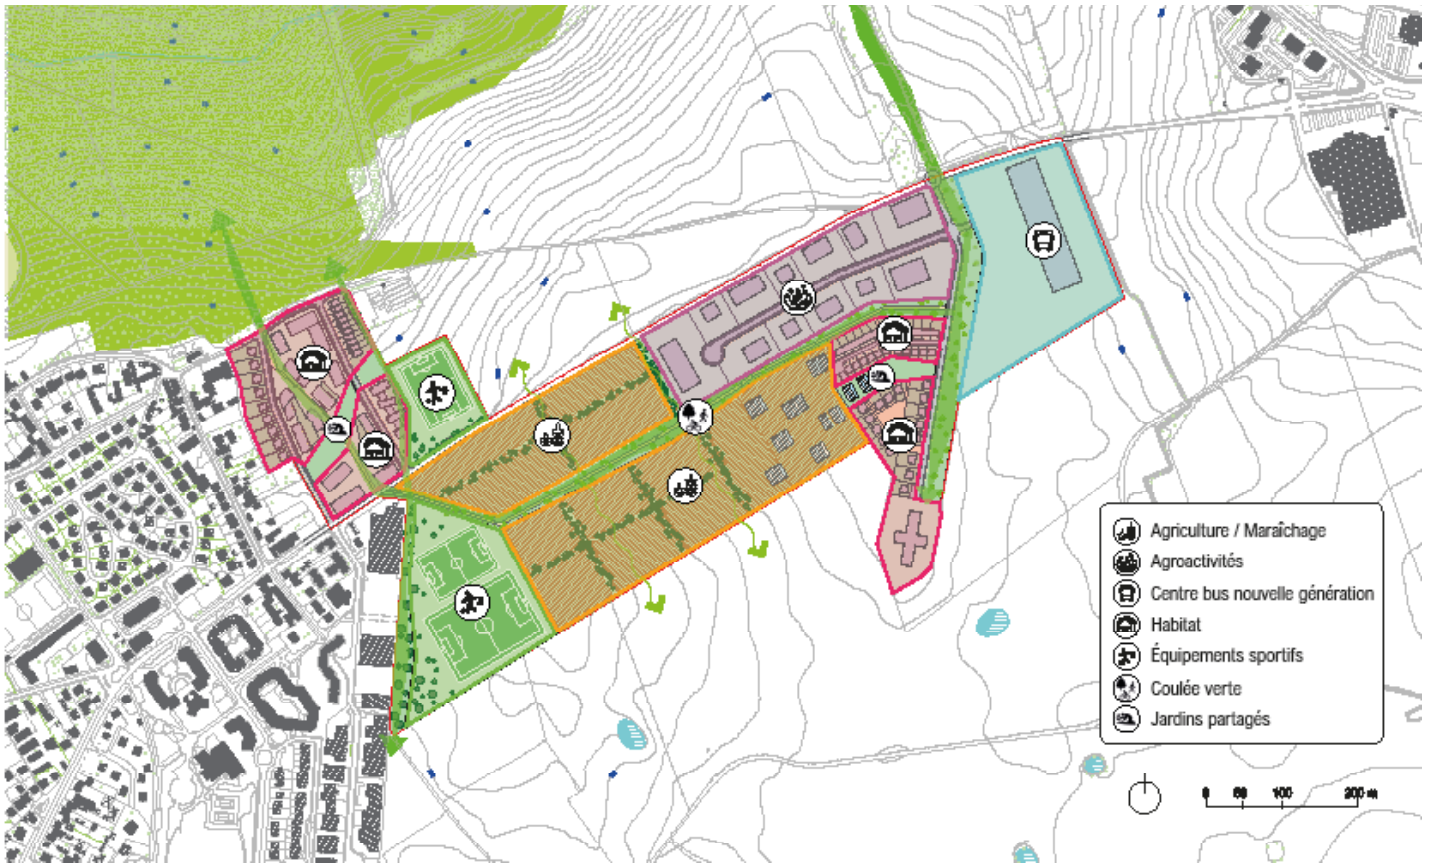 Agriculture / Maraîchage
Agroactivités
Centre bus nouvelle génération
Habitat
Équipements sportifs
Coulée verte
Jardins partagés
0 50 100 200 m